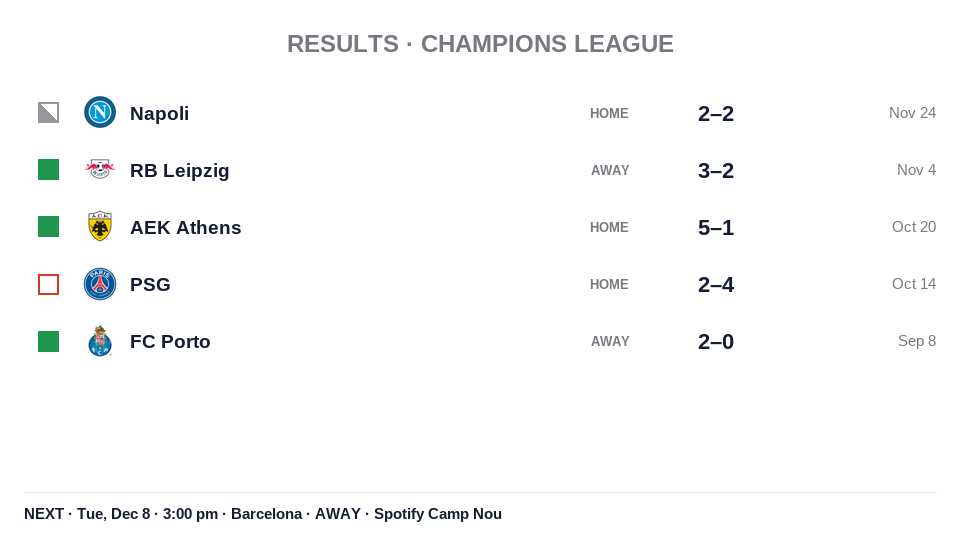 RESULTS · CHAMPIONS LEAGUE
Napoli HOME 2–2 Nov 24
RB Leipzig AWAY 3–2 Nov 4
AEK Athens HOME 5–1 Oct 20
PSG HOME 2–4 Oct 14
FC Porto AWAY 2–0 Sep 8
NEXT · Tue, Dec 8 · 3:00 pm · Barcelona · AWAY · Spotify Camp Nou